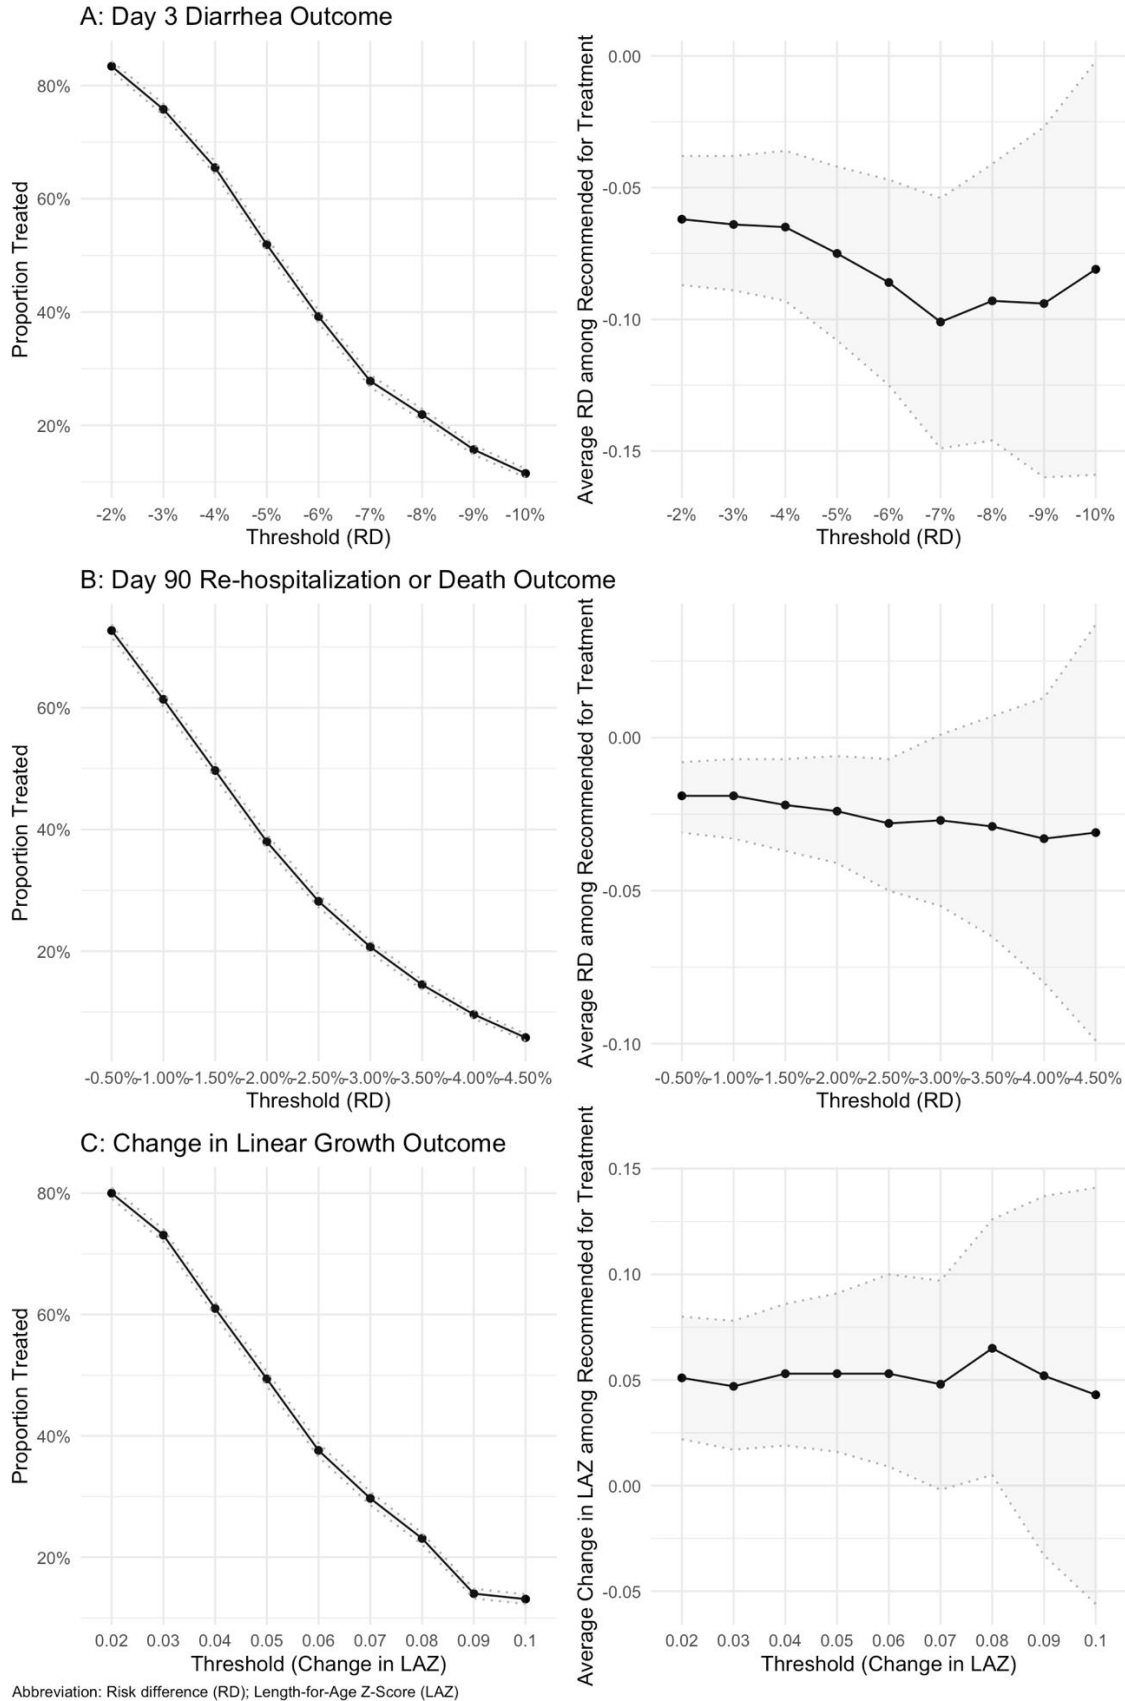 A: Day 3 Diarrhea Outcome
Proportion Treated
80%
60%
40%
20%
-2% -3% -4% -5% -6% -7% -8% -9% -10%
Threshold (RD)
Average RD among Recommended for Treatment
0.00
-0.05
-0.10
-0.15
-2% -3% -4% -5% -6% -7% -8% -9% -10%
Threshold (RD)
B: Day 90 Re-hospitalization or Death Outcome
Proportion Treated
60%
40%
20%
-0.50% -1.00% -1.50% -2.00% -2.50% -3.00% -3.50% -4.00% -4.50%
Threshold (RD)
Average RD among Recommended for Treatment
0.00
-0.05
-0.10
-0.50% -1.00% -1.50% -2.00% -2.50% -3.00% -3.50% -4.00% -4.50%
Threshold (RD)
C: Change in Linear Growth Outcome
Proportion Treated
80%
60%
40%
20%
0.02 0.03 0.04 0.05 0.06 0.07 0.08 0.09 0.1
Threshold (Change in LAZ)
Average Change in LAZ among Recommended for Treatment
0.15
0.10
0.05
0.00
-0.05
0.02 0.03 0.04 0.05 0.06 0.07 0.08 0.09 0.1
Threshold (Change in LAZ)
Abbreviation: Risk difference (RD); Length-for-Age Z-Score (LAZ)